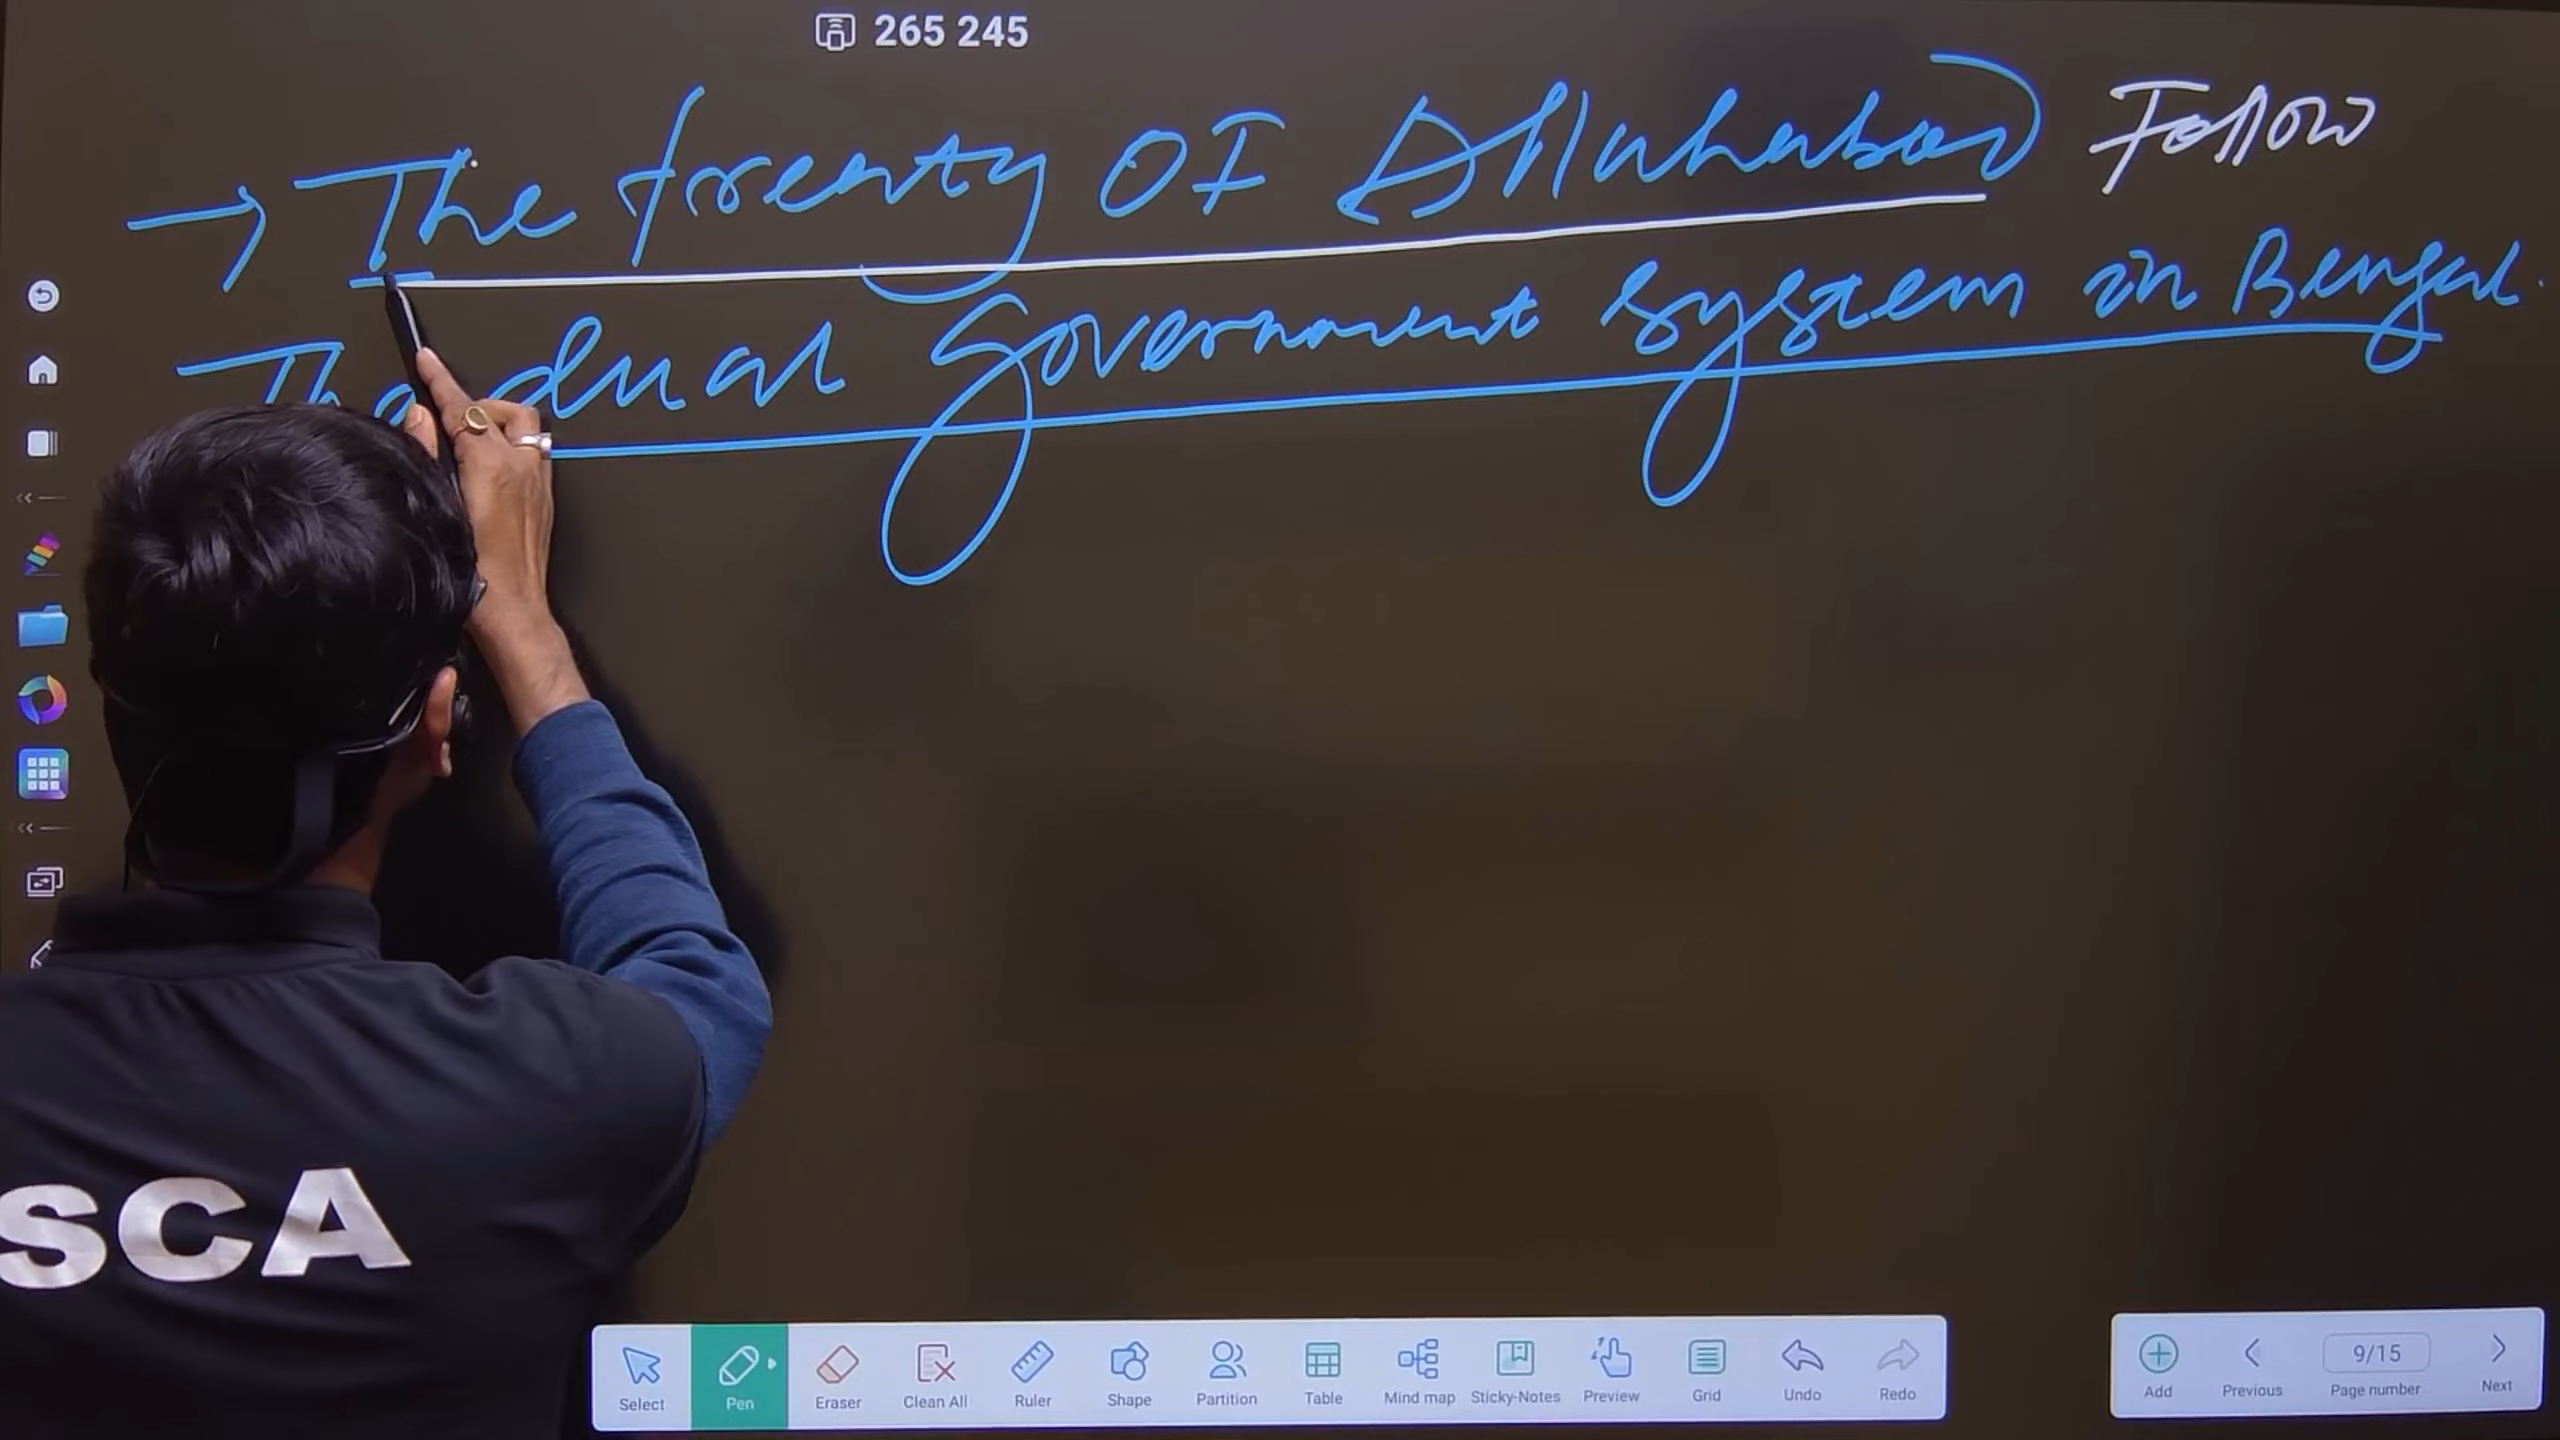 265 245
→ The treaty OF Allahabad Follow
The dual Government system in Bengal.
SCA
Select Pen Eraser Clean All Ruler Shape Partition Table Mind map Sticky-Notes Preview Grid Undo Redo
Add Previous 9/15 Page number Next